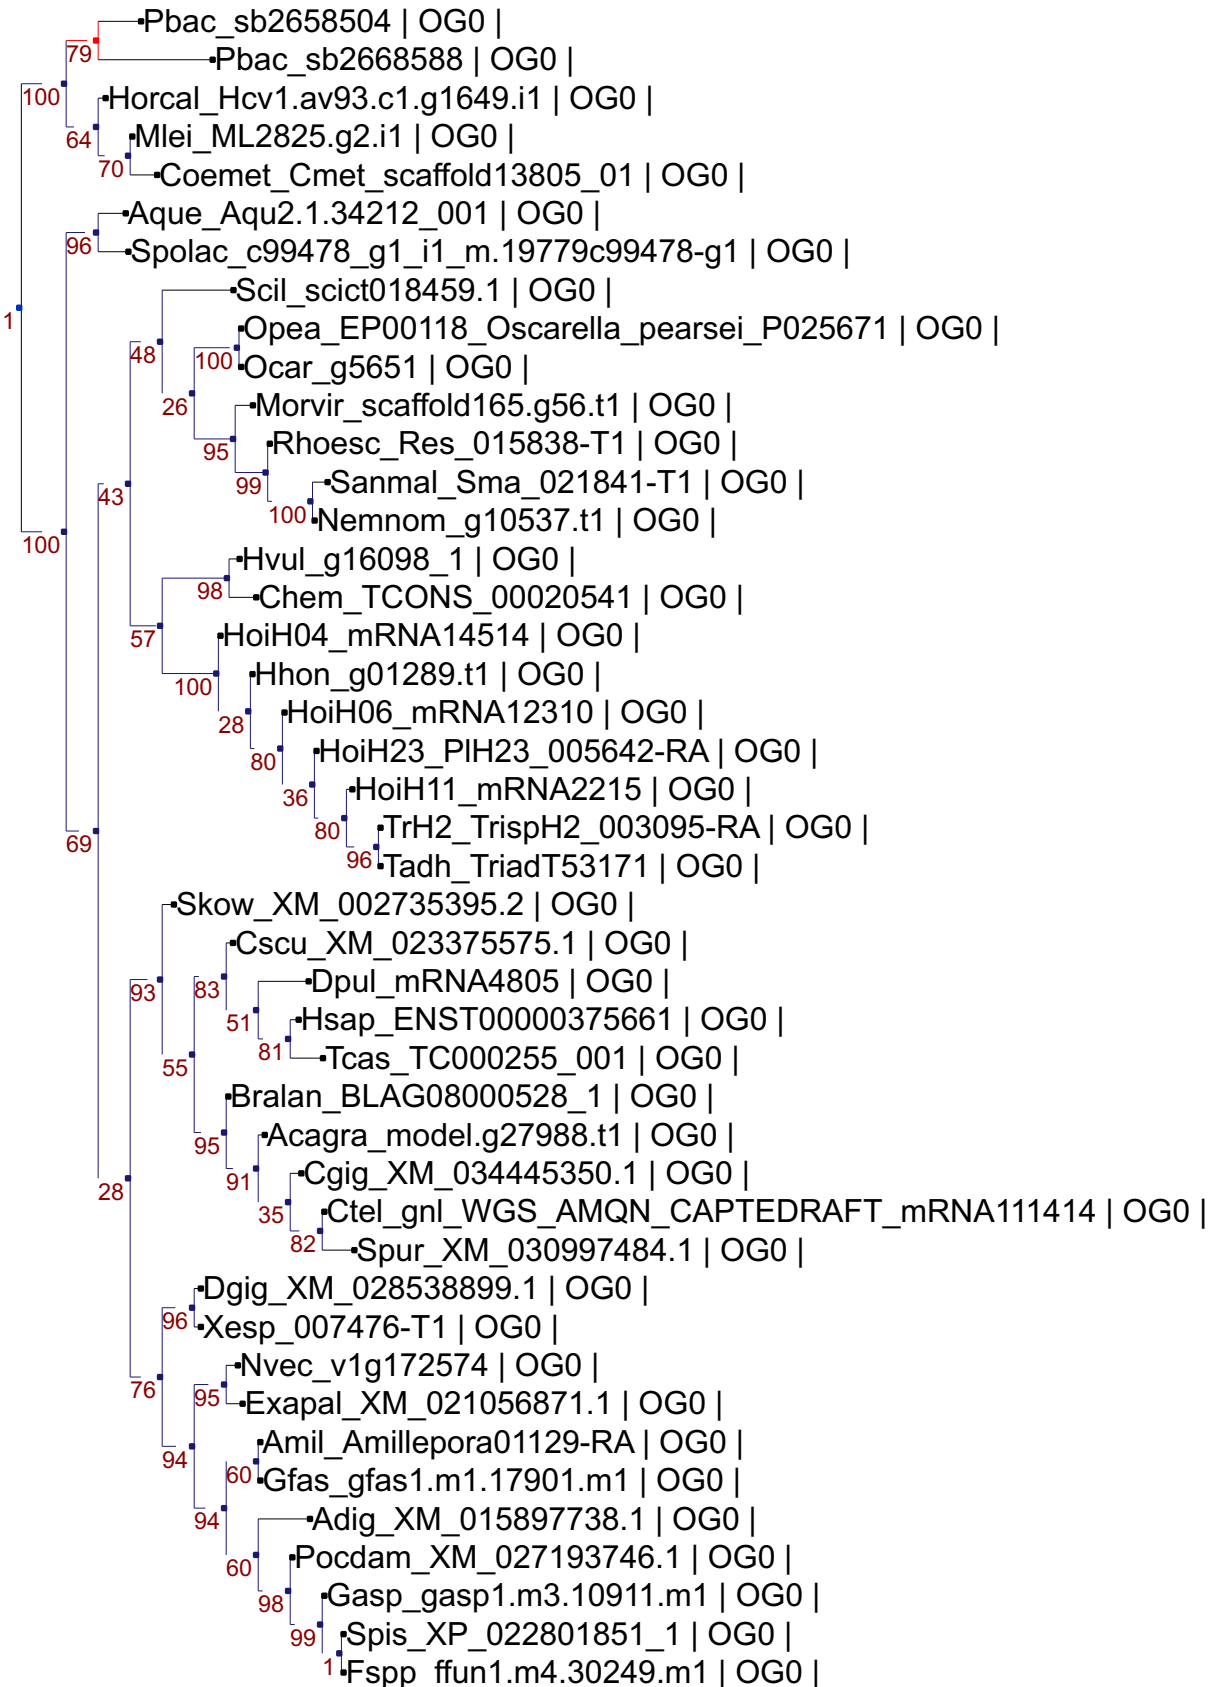 Pbac_sb2658504 | OG0 |
79
Pbac_sb2668588 | OG0 |
100
Horcal_Hcv1.av93.c1.g1649.i1 | OG0 |
64
Mlei_ML2825.g2.i1 | OG0 |
70
Coemet_Cmet_scaffold13805_01 | OG0 |
Aque_Aqu2.1.34212_001 | OG0 |
96
Spolac_c99478_g1_i1_m.19779c99478-g1 | OG0 |
Scil_scict018459.1 | OG0 |
1
Opea_EP00118_Oscarella_pearsei_P025671 | OG0 |
48
100
Ocar_g5651 | OG0 |
26
Morvir_scaffold165.g56.t1 | OG0 |
95
Rhoesc_Res_015838-T1 | OG0 |
99
Sanmal_Sma_021841-T1 | OG0 |
43
100
Nemnom_g10537.t1 | OG0 |
100
Hvul_g16098_1 | OG0 |
98
Chem_TCONS_00020541 | OG0 |
57
HoiH04_mRNA14514 | OG0 |
100
Hhon_g01289.t1 | OG0 |
28
HoiH06_mRNA12310 | OG0 |
80
HoiH23_PlH23_005642-RA | OG0 |
36
HoiH11_mRNA2215 | OG0 |
80
TrH2_TrispH2_003095-RA | OG0 |
69
96
Tadh_TriadT53171 | OG0 |
Skow_XM_002735395.2 | OG0 |
Cscu_XM_023375575.1 | OG0 |
93
83
Dpul_mRNA4805 | OG0 |
51
Hsap_ENST00000375661 | OG0 |
81
55
Tcas_TC000255_001 | OG0 |
Bralan_BLAG08000528_1 | OG0 |
95
Acagra_model.g27988.t1 | OG0 |
91
Cgig_XM_034445350.1 | OG0 |
28
35
Ctel_gnl_WGS_AMQN_CAPTEDRAFT_mRNA111414 | OG0 |
82
Spur_XM_030997484.1 | OG0 |
Dgig_XM_028538899.1 | OG0 |
96
Xesp_007476-T1 | OG0 |
Nvec_v1g172574 | OG0 |
76
95
Exapal_XM_021056871.1 | OG0 |
Amil_Amillepora01129-RA | OG0 |
94
60
Gfas_gfas1.m1.17901.m1 | OG0 |
94
Adig_XM_015897738.1 | OG0 |
60
Pocdam_XM_027193746.1 | OG0 |
98
Gasp_gasp1.m3.10911.m1 | OG0 |
99
Spis_XP_022801851_1 | OG0 |
1
Fspp_ffun1.m4.30249.m1 | OG0 |